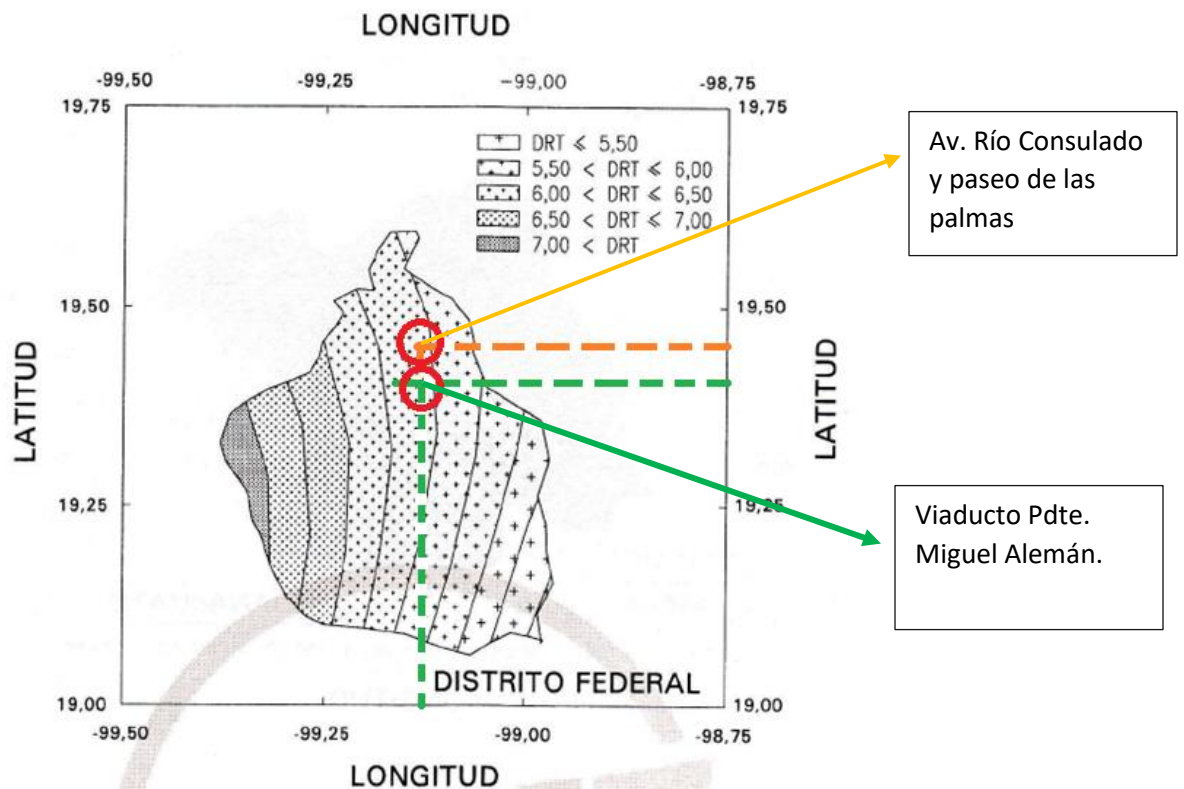 LONGITUD
-99,50 -99,25 -99,00 -98,75
19,75 19,75
DRT ⩽ 5,50
5,50 < DRT ⩽ 6,00
6,00 < DRT ⩽ 6,50
6,50 < DRT ⩽ 7,00
7,00 < DRT
Av. Río Consulado
y paseo de las
palmas
19,50 19,50
LATITUD
LATITUD
19,25 19,25
Viaducto Pdte.
Miguel Alemán.
DISTRITO FEDERAL
19,00 19,00
-99,50 -99,25 -99,00 -98,75
LONGITUD